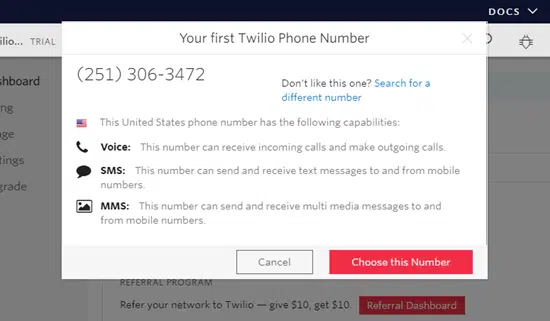 DOCS
ilio... TRIAL
Your first Twilio Phone Number
(251) 306-3472
Don't like this one? Search for a
different number
shboard
This United States phone number has the following capabilities:
ng
Voice: This number can receive incoming calls and make outgoing calls.
ge
SMS: This number can send and receive text messages to and from mobile
numbers.
tings
grade
MMS: This number can send and receive multi media messages to and
from mobile numbers.
Cancel
Choose this Number
REFERRAL PROGRAM
Refer your network to Twilio — give $10, get $10.
Referral Dashboard